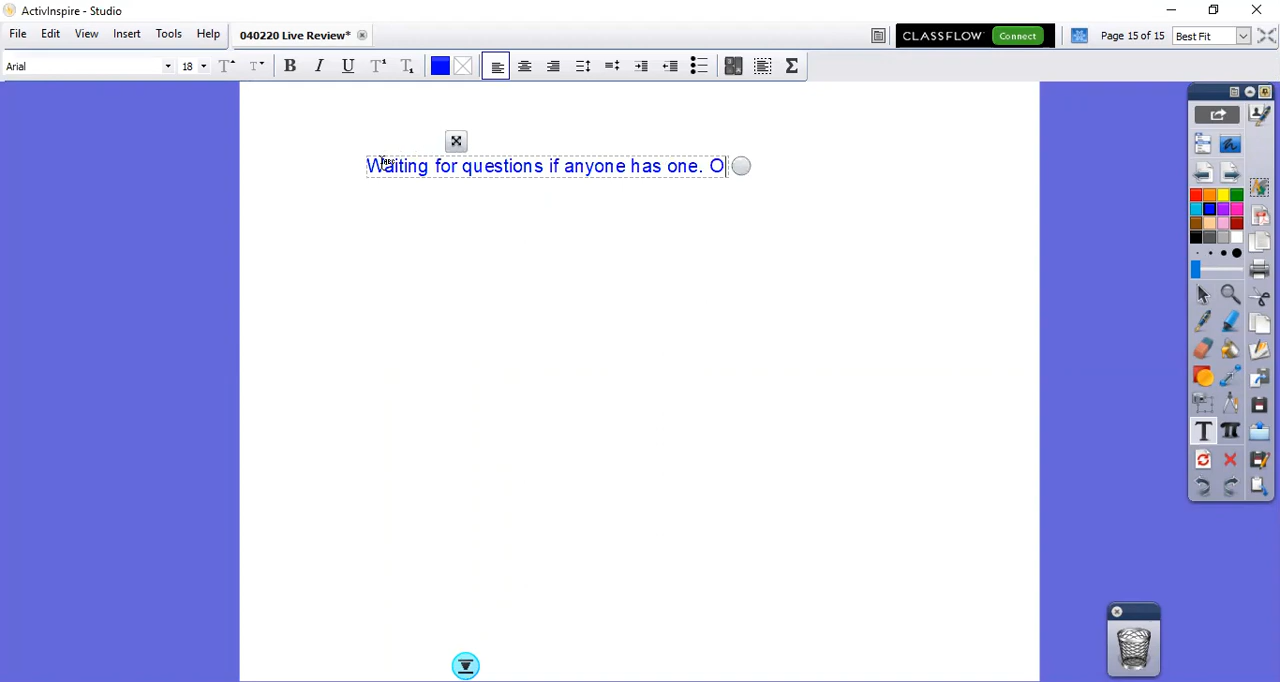 ActivInspire - Studio
File Edit View Insert Tools Help
040220 Live Review*
CLASSFLOW Connect
Page 15 of 15
Best Fit
Arial
18
Waiting for questions if anyone has one. O